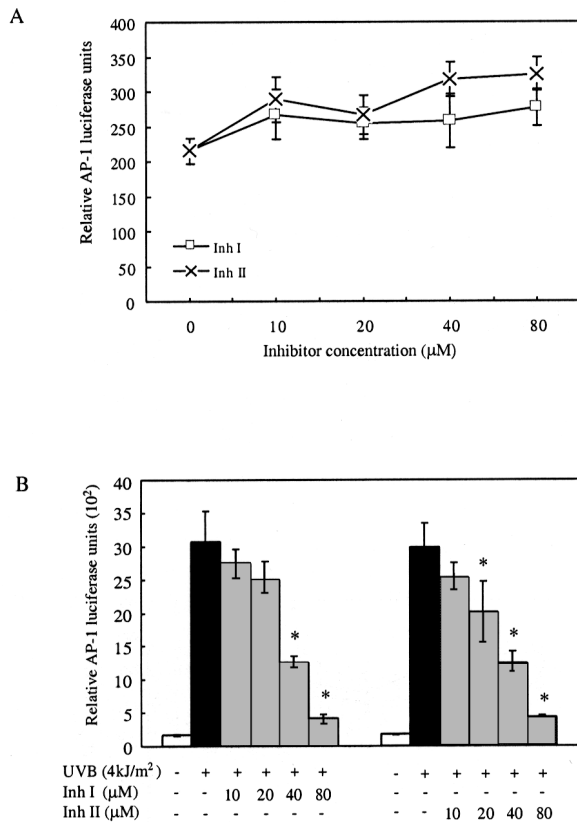 A
Relative AP-1 luciferase units
400
350
300
250
200
150
100
50
0
Inh I
Inh II
0 10 20 40 80
Inhibitor concentration (μM)
B
Relative AP-1 luciferase units (10²)
40
35
30
25
20
15
10
5
0
* * * * *
UVB (4kJ/m²) - + + + + + - + + + + +
Inh I (μM) - - 10 20 40 80 - - - - - -
Inh II (μM) - - - - - - - - 10 20 40 80